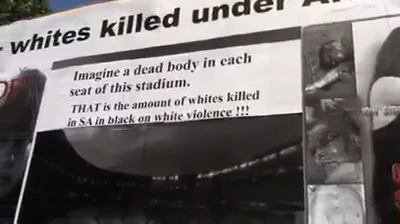 whites killed under
Imagine a dead body in each
seat of this stadium.
THAT is the amount of whites killed
in SA in black on white violence !!!